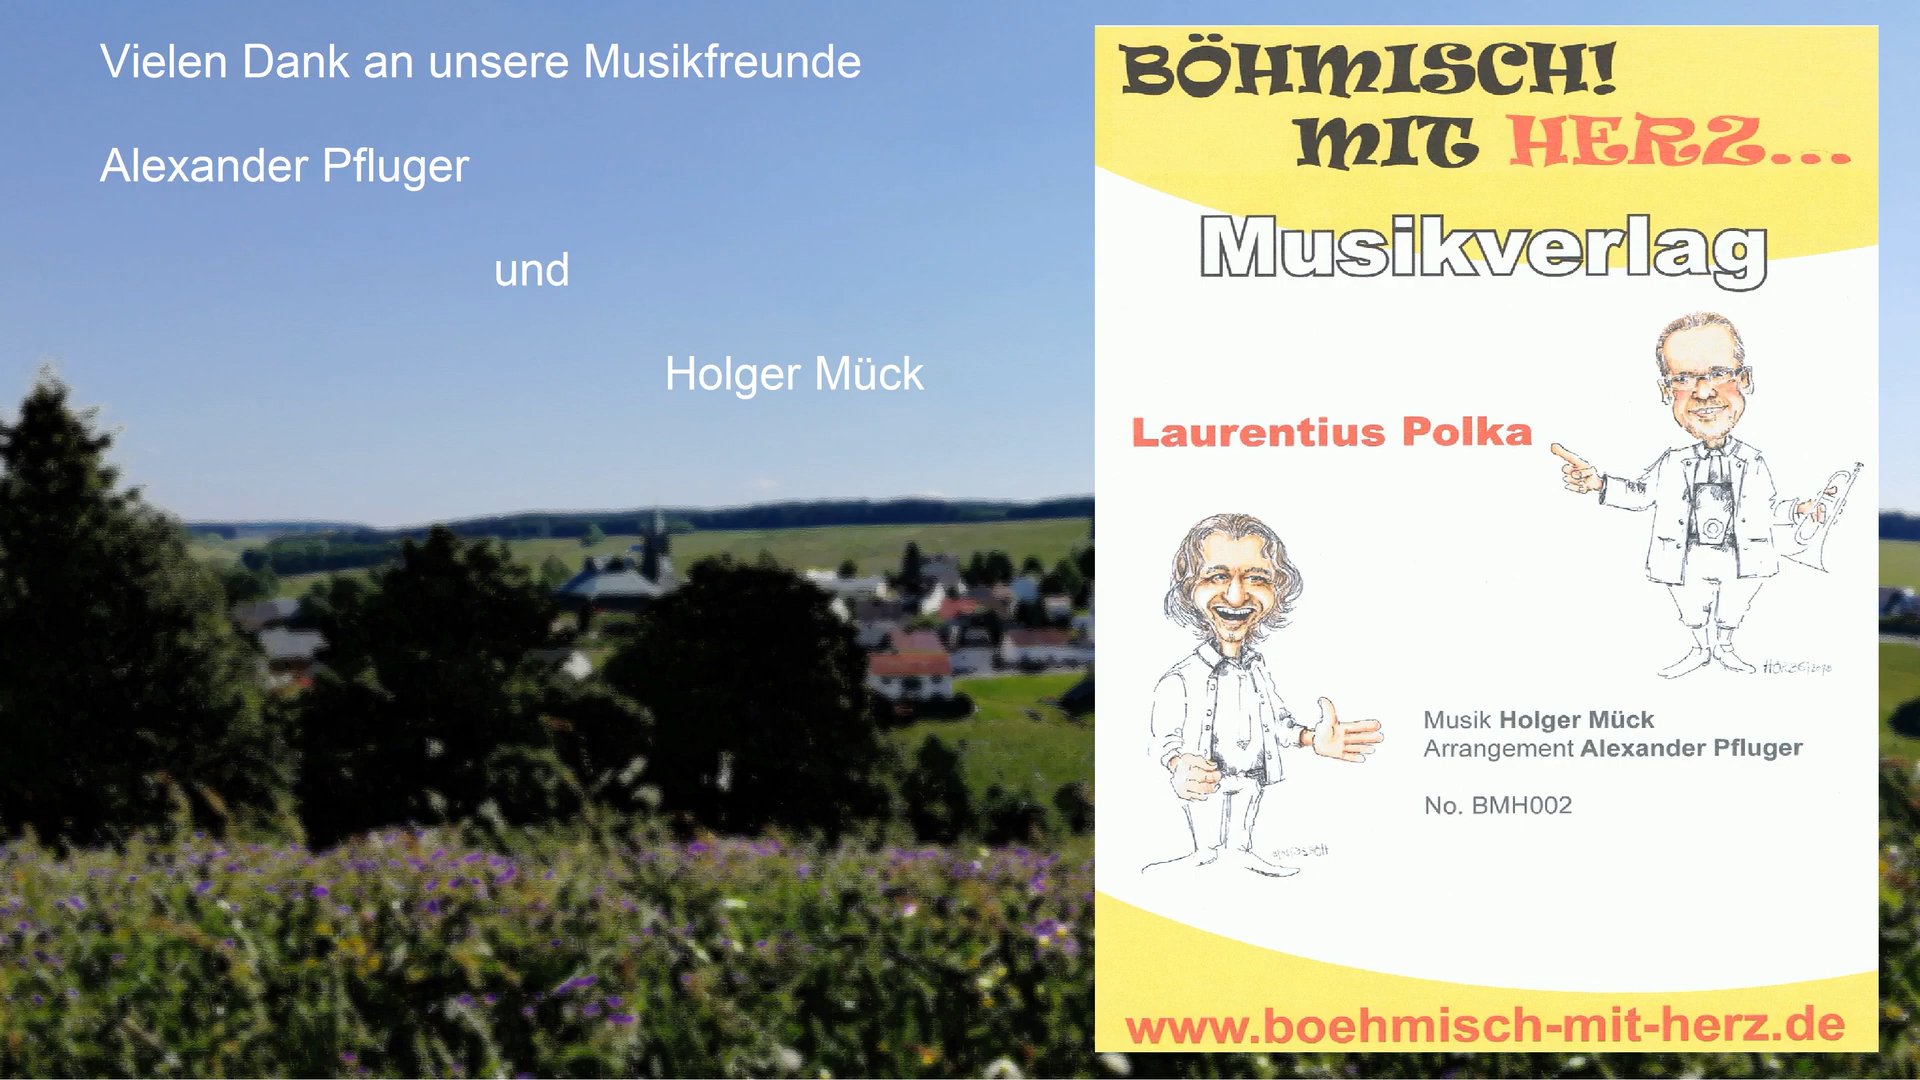 Vielen Dank an unsere Musikfreunde
Alexander Pfluger
und
Holger Mück
BÖHMISCH!
MIT HERZ...
Musikverlag
Laurentius Polka
Musik Holger Mück
Arrangement Alexander Pfluger
No. BMH002
www.boehmisch-mit-herz.de